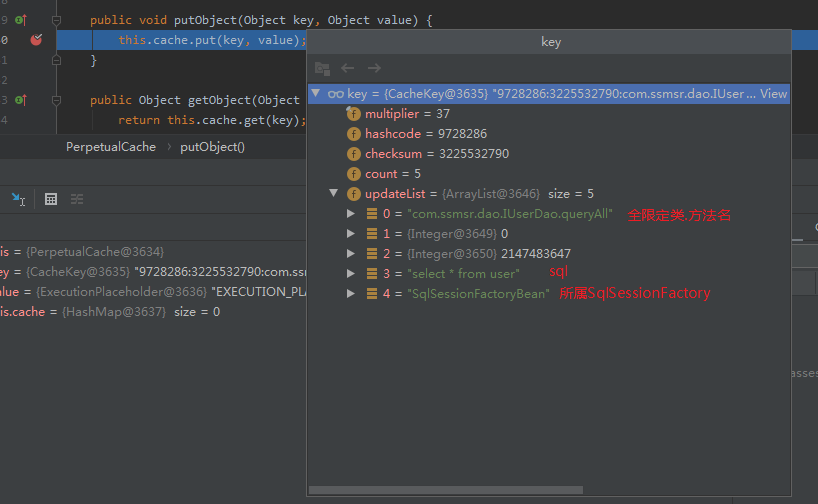 9 public void putObject(Object key, Object value) {
0 this.cache.put(key, value);
1 }
2
3 public Object getObject(Object
4 return this.cache.get(key);
PerpetualCache › putObject()
key
key = {CacheKey@3635} "9728286:3225532790:com.ssmsr.dao.IUser ... View
multiplier = 37
hashcode = 9728286
checksum = 3225532790
count = 5
updateList = {ArrayList@3646} size = 5
0 = "com.ssmsr.dao.IUserDao.queryAll" 全限定类.方法名
1 = {Integer@3649} 0
2 = {Integer@3650} 2147483647
3 = "select * from user" sql
4 = "SqlSessionFactoryBean" 所属SqlSessionFactory
is = {PerpetualCache@3634}
ey = {CacheKey@3635} "9728286:3225532790:com.ssm
alue = {ExecutionPlaceholder@3636} "EXECUTION_PLA
is.cache = {HashMap@3637} size = 0
asses